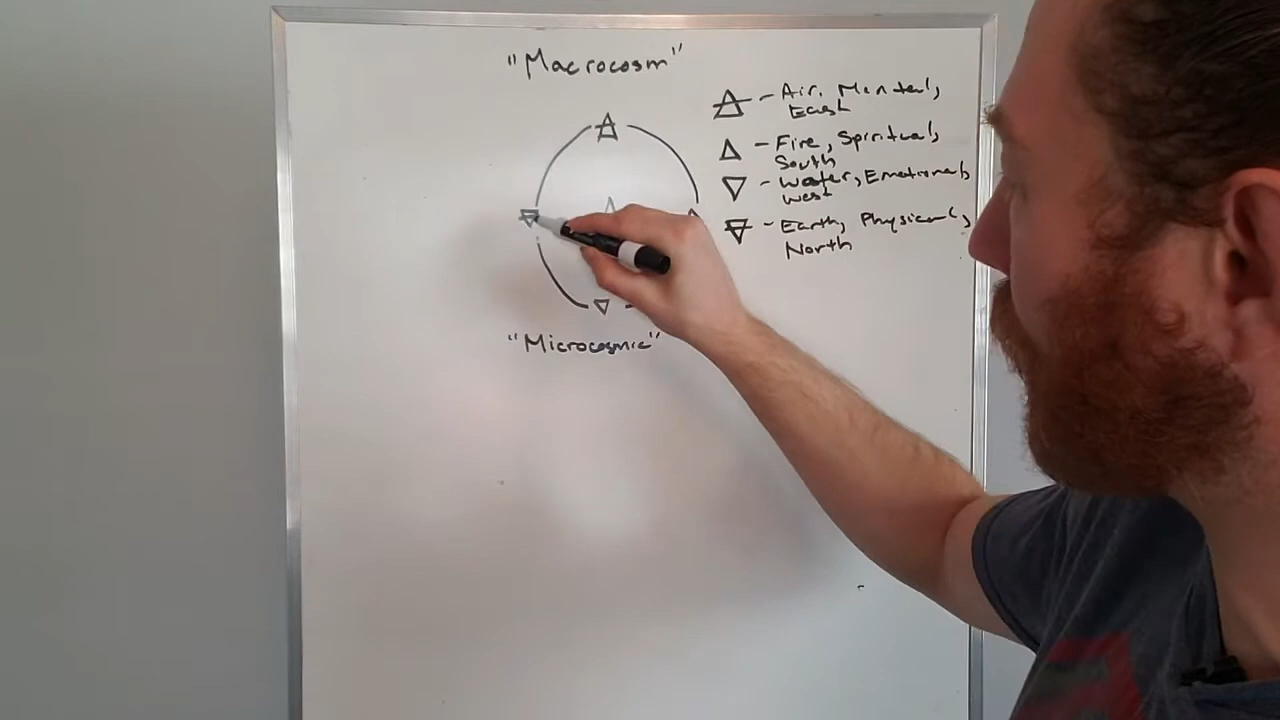 "Macrocosm"
- Air, Mental,
East
- Fire, Spiritual,
South
- Water, Emotional,
West
- Earth, Physical,
North
"Microcosmic"